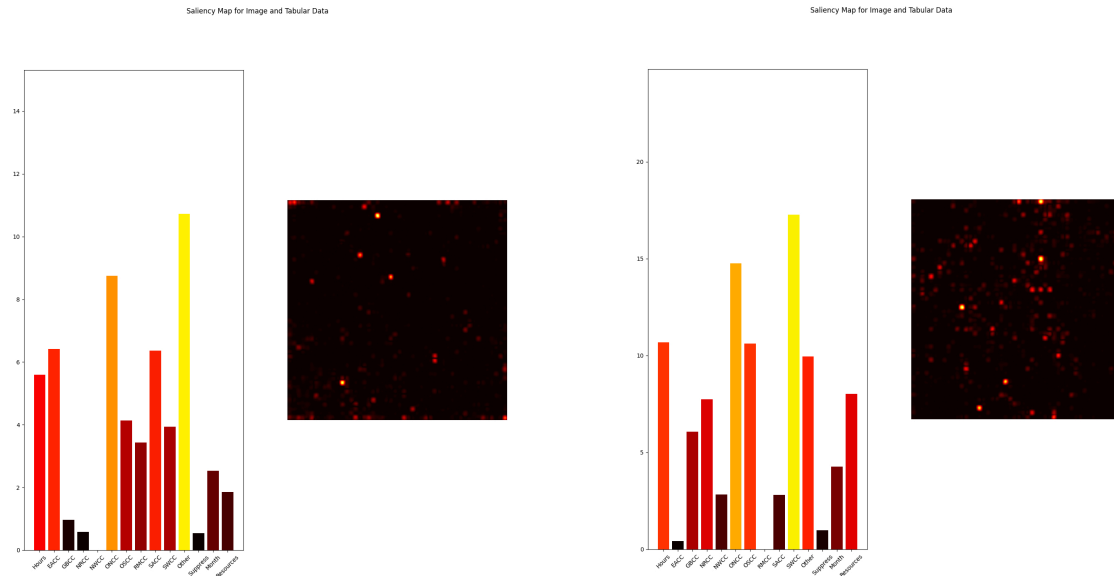 Saliency Map for Image and Tabular Data
14
12
10
8
6
4
2
0
Hours
EACC
GBCC
NRCC
NWCC
ONCC
OSCC
RMCC
SACC
SWCC
Other
Suppress
Month
Resources
Saliency Map for Image and Tabular Data
20
15
10
5
0
Hours
EACC
GBCC
NRCC
NWCC
ONCC
OSCC
RMCC
SACC
SWCC
Other
Suppress
Month
Resources